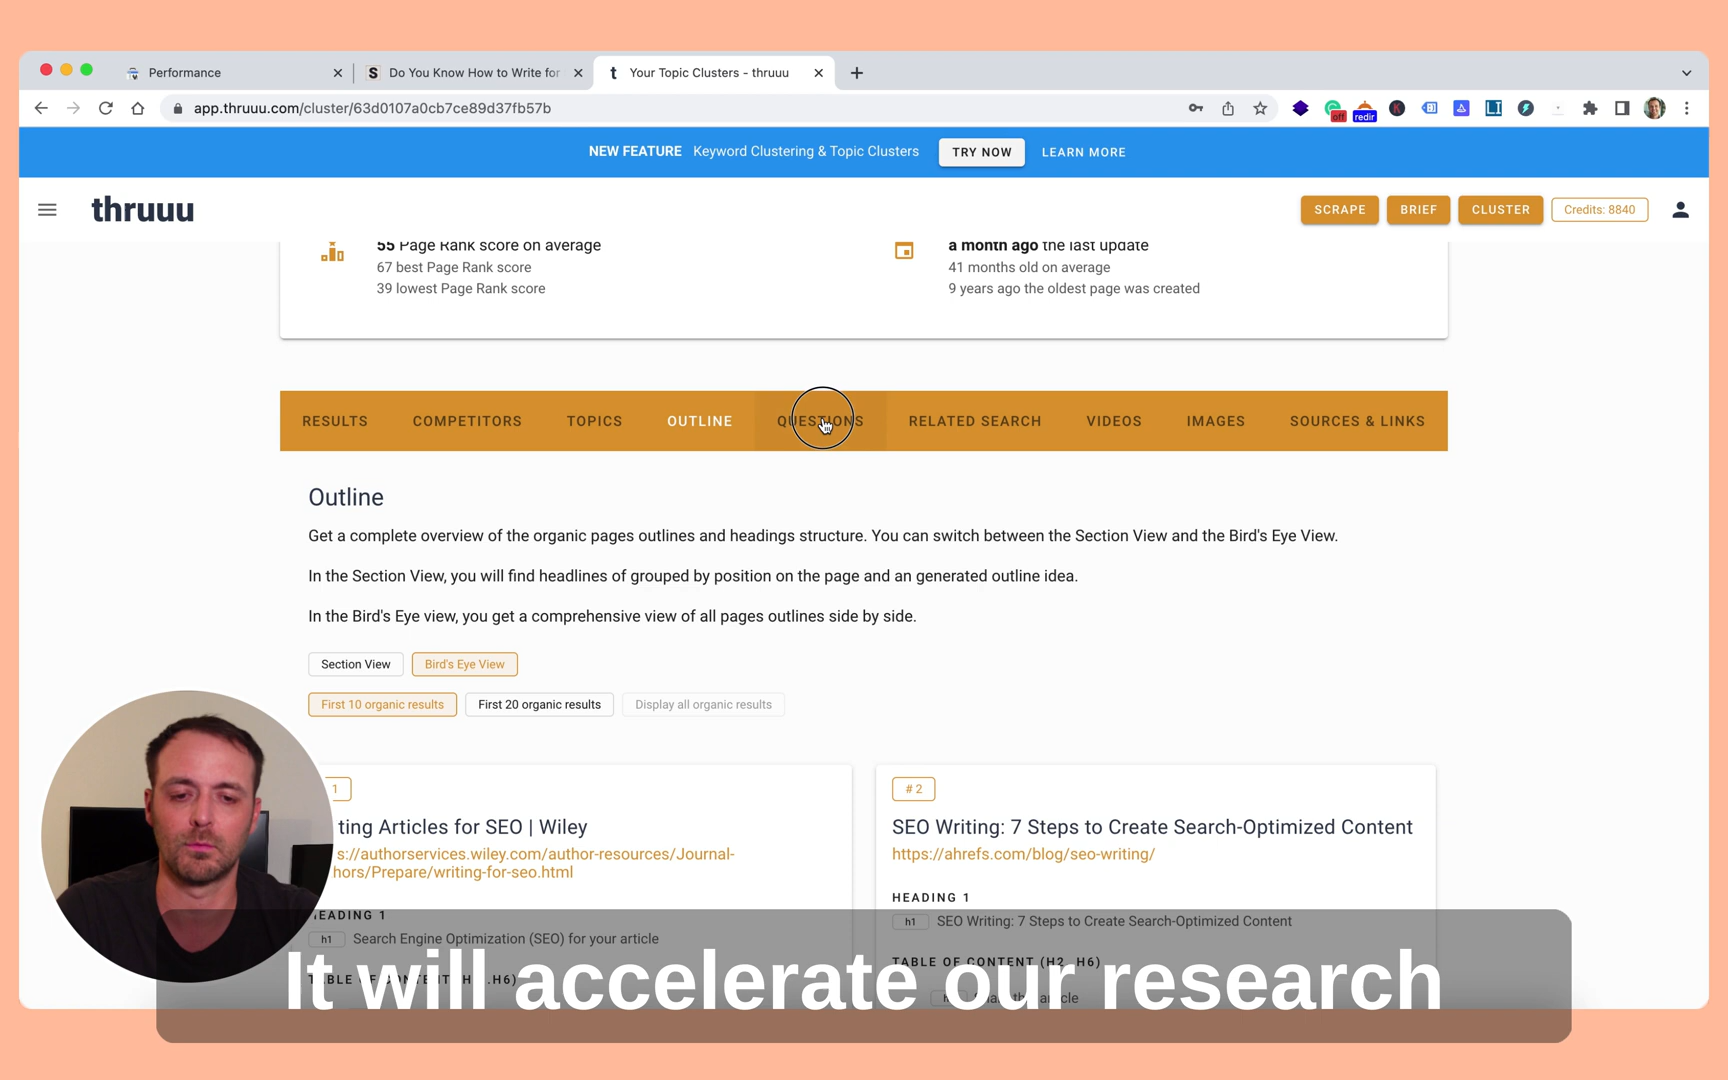 Performance
Do You Know How to Write for
t Your Topic Clusters - thruuu
app.thruuu.com/cluster/63d0107a0cb7ce89d37fb57b
off
redir
NEW FEATURE Keyword Clustering & Topic Clusters TRY NOW LEARN MORE
thruuu
SCRAPE BRIEF CLUSTER Credits: 8840
55 Page Rank score on average
67 best Page Rank score
39 lowest Page Rank score
a month ago the last update
41 months old on average
9 years ago the oldest page was created
RESULTS COMPETITORS TOPICS OUTLINE QUESTIONS RELATED SEARCH VIDEOS IMAGES SOURCES & LINKS
Outline
Get a complete overview of the organic pages outlines and headings structure. You can switch between the Section View and the Bird's Eye View.
In the Section View, you will find headlines of grouped by position on the page and an generated outline idea.
In the Bird's Eye view, you get a comprehensive view of all pages outlines side by side.
Section View Bird's Eye View
First 10 organic results First 20 organic results Display all organic results
1
ting Articles for SEO | Wiley
s://authorservices.wiley.com/author-resources/Journal-
hors/Prepare/writing-for-seo.html
HEADING 1
h1 Search Engine Optimization (SEO) for your article
# 2
SEO Writing: 7 Steps to Create Search-Optimized Content
https://ahrefs.com/blog/seo-writing/
HEADING 1
h1 SEO Writing: 7 Steps to Create Search-Optimized Content
TABLE OF CONTENT (H2, H6)
It will accelerate our research